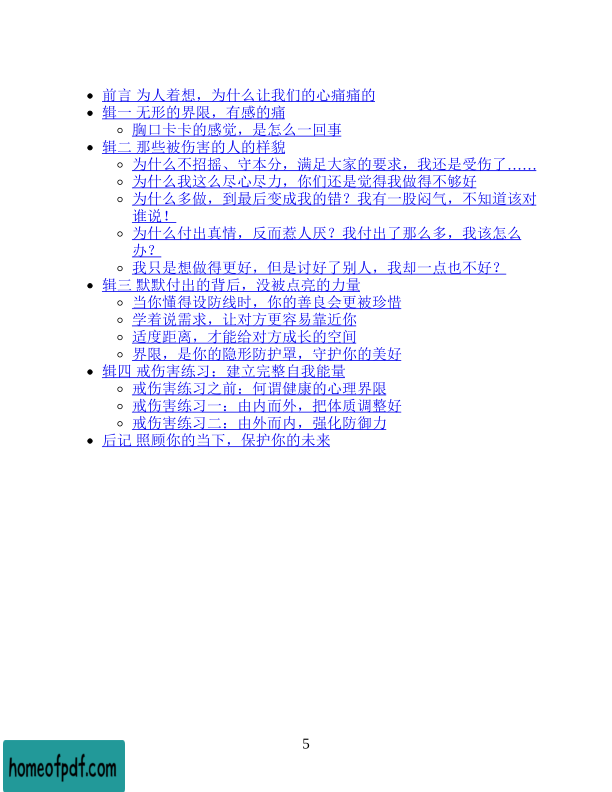 前言 为人着想，为什么让我们的心痛痛的
辑一 无形的界限，有感的痛
胸口卡卡的感觉，是怎么一回事
辑二 那些被伤害的人的样貌
为什么不招摇、守本分，满足大家的要求，我还是受伤了……
为什么我这么尽心尽力，你们还是觉得我做得不够好
为什么多做，到最后变成我的错？我有一股闷气，不知道该对
谁说！
为什么付出真情，反而惹人厌？我付出了那么多，我该怎么
办？
我只是想做得更好，但是讨好了别人，我却一点也不好？
辑三 默默付出的背后，没被点亮的力量
当你懂得设防线时，你的善良会更被珍惜
学着说需求，让对方更容易靠近你
适度距离，才能给对方成长的空间
界限，是你的隐形防护罩，守护你的美好
辑四 戒伤害练习：建立完整自我能量
戒伤害练习之前：何谓健康的心理界限
戒伤害练习一：由内而外，把体质调整好
戒伤害练习二：由外而内，强化防御力
后记 照顾你的当下，保护你的未来
5
homeofpdf.com